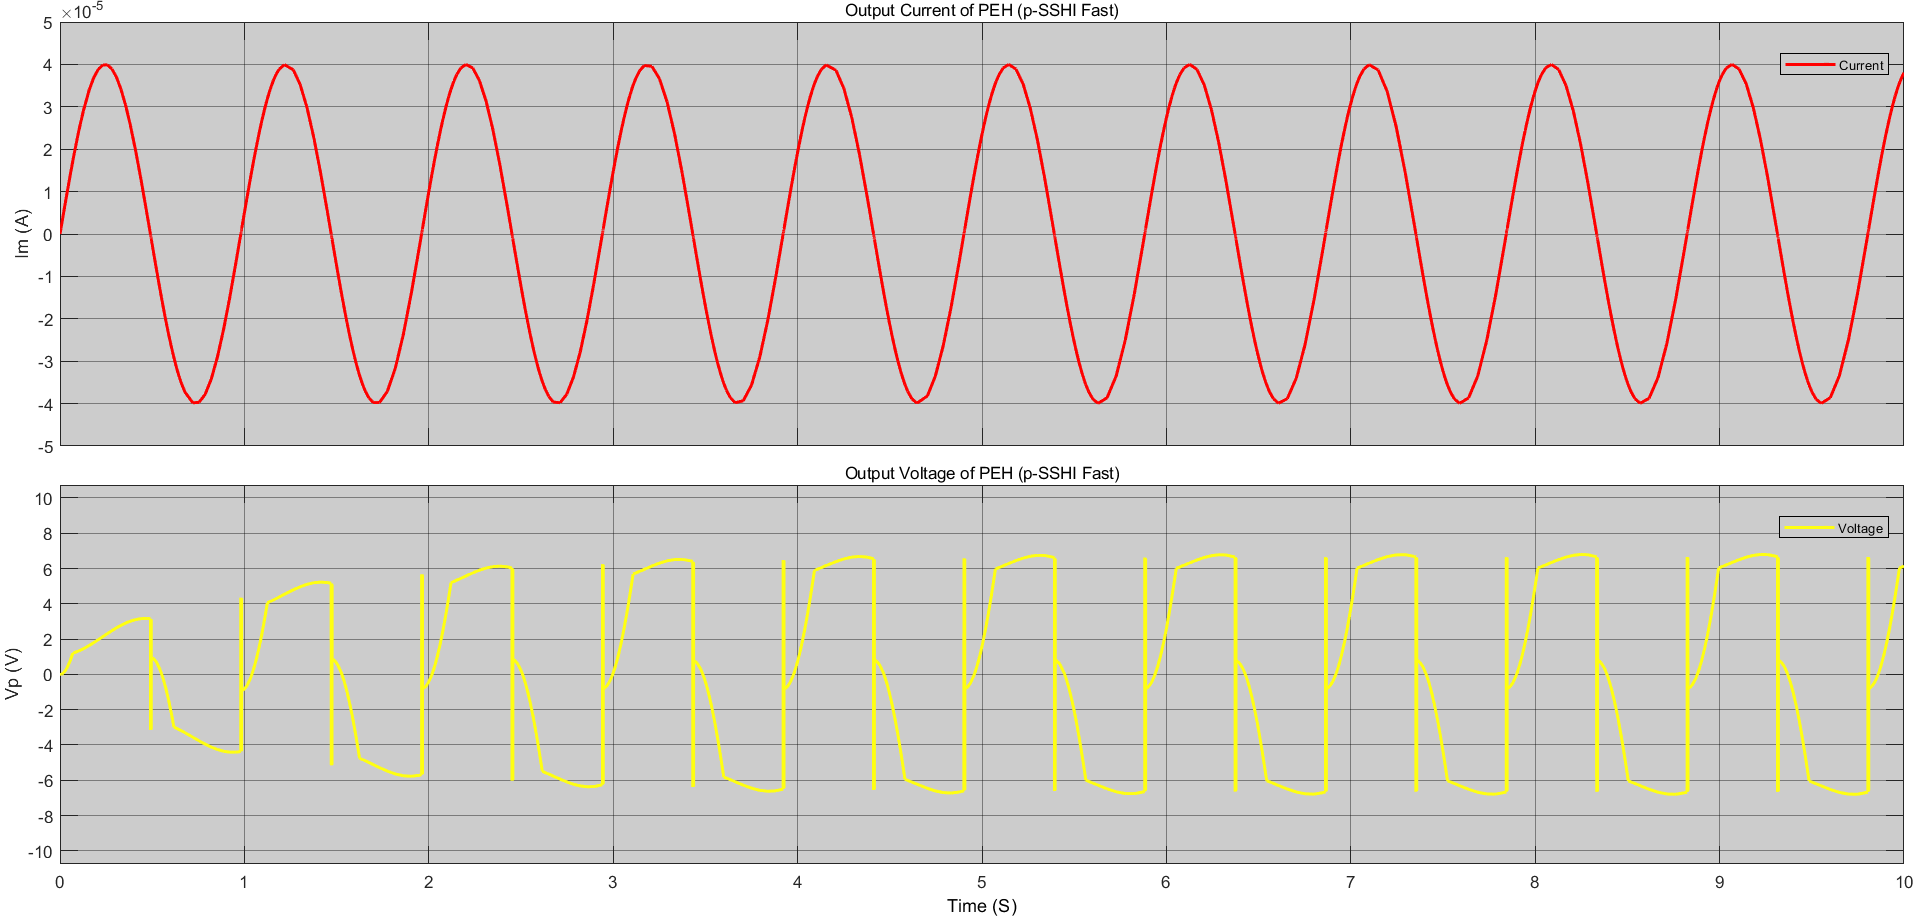 Output Current of PEH (p-SSHI Fast)
×10-5
5
4
3
2
1
0
-1
-2
-3
-4
-5
Im (A)
Current
Output Voltage of PEH (p-SSHI Fast)
10
8
6
4
2
0
-2
-4
-6
-8
-10
Vp (V)
Voltage
0 1 2 3 4 5 6 7 8 9 10
Time (S)